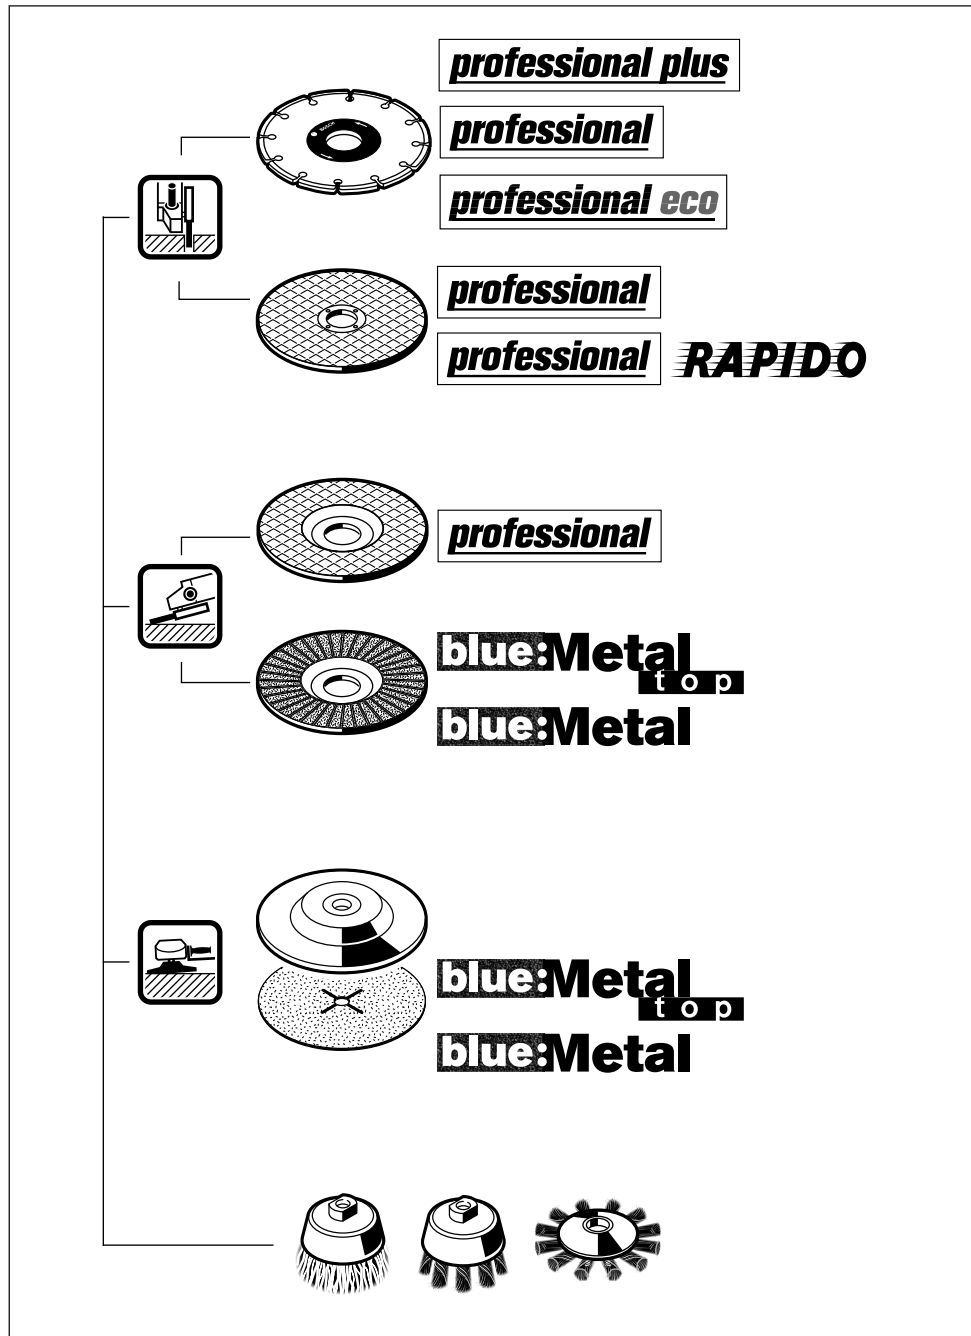 professional plus
BOSCH
professional
professional eco
professional
professional RAPIDO
professional
blue:Metal
top
blue:Metal
blue:Metal
top
blue:Metal